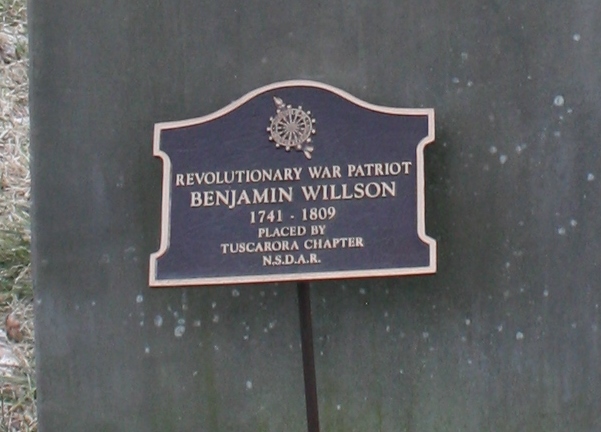 REVOLUTIONARY WAR PATRIOT
BENJAMIN WILLSON
1741 - 1809
PLACED BY
TUSCARORA CHAPTER
N.S.D.A.R.